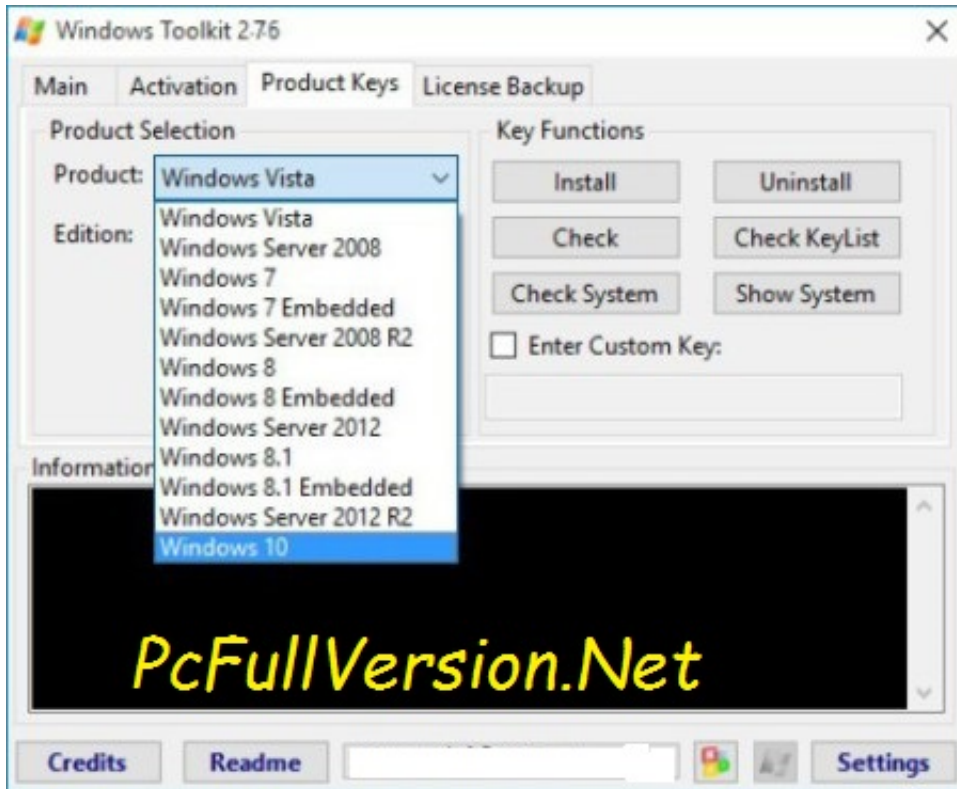 Windows Toolkit 2.7.6
Main Activation Product Keys License Backup
Product Selection
Key Functions
Product: Windows Vista
Install Uninstall
Windows Vista
Edition:
Windows Server 2008
Check Check KeyList
Windows 7
Windows 7 Embedded
Check System Show System
Windows Server 2008 R2
Enter Custom Key:
Windows 8
Windows 8 Embedded
Windows Server 2012
Windows 8.1
Information
Windows 8.1 Embedded
Windows Server 2012 R2
Windows 10
PcFullVersion.Net
Credits Readme Settings